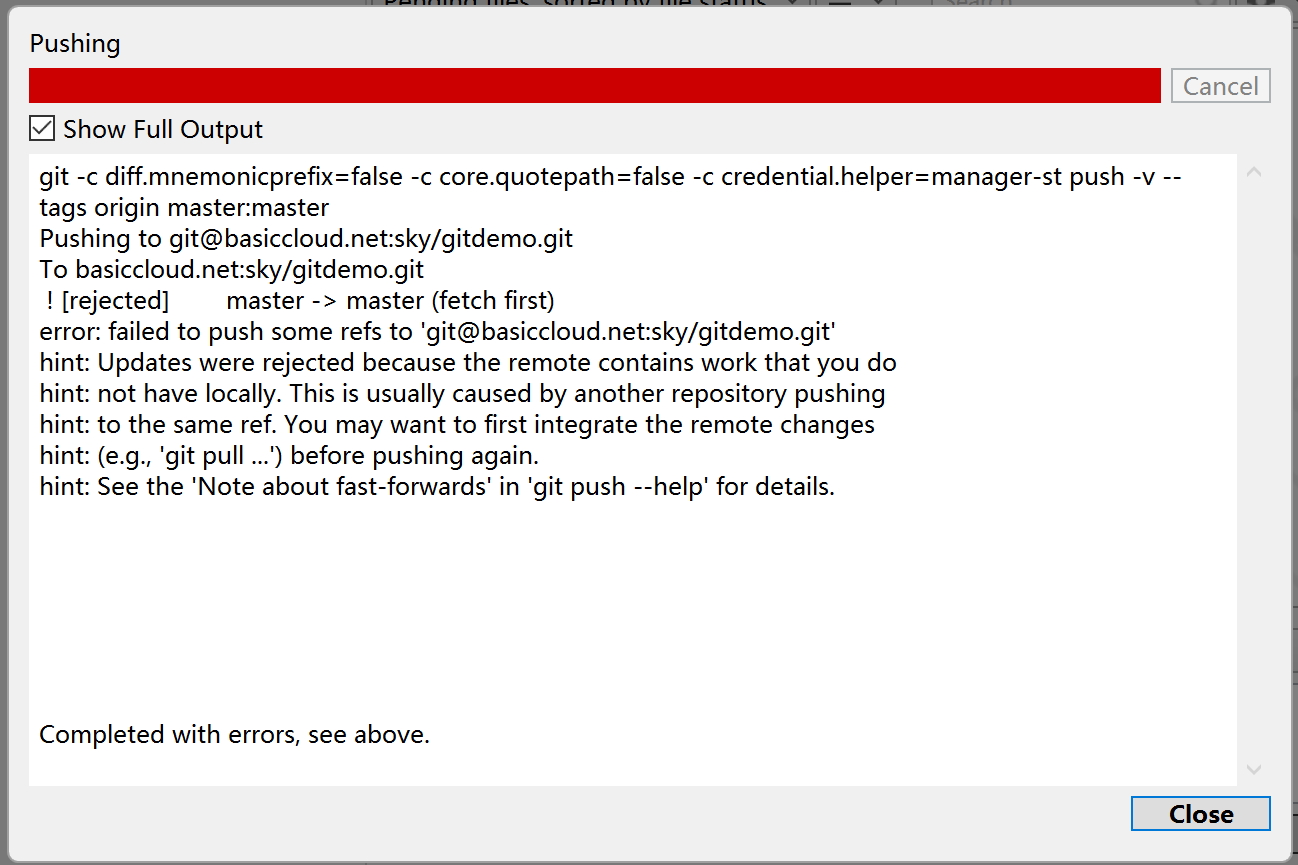 Pending files, sorted by file status
Search
Pushing
Cancel
Show Full Output
git -c diff.mnemonicprefix=false -c core.quotepath=false -c credential.helper=manager-st push -v --
tags origin master:master
Pushing to git@basiccloud.net:sky/gitdemo.git
To basiccloud.net:sky/gitdemo.git
! [rejected]        master -> master (fetch first)
error: failed to push some refs to 'git@basiccloud.net:sky/gitdemo.git'
hint: Updates were rejected because the remote contains work that you do
hint: not have locally. This is usually caused by another repository pushing
hint: to the same ref. You may want to first integrate the remote changes
hint: (e.g., 'git pull ...') before pushing again.
hint: See the 'Note about fast-forwards' in 'git push --help' for details.
Completed with errors, see above.
Close